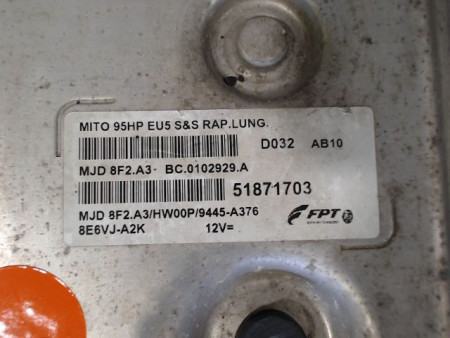 MITO 95HP EU5 S&S RAP.LUNG.
D032 AB10
MJD 8F2.A3- BC.0102929.A
51871703
MJD 8F2.A3/HW00P/9445-A376
8E6VJ-A2K 12V=
FPT